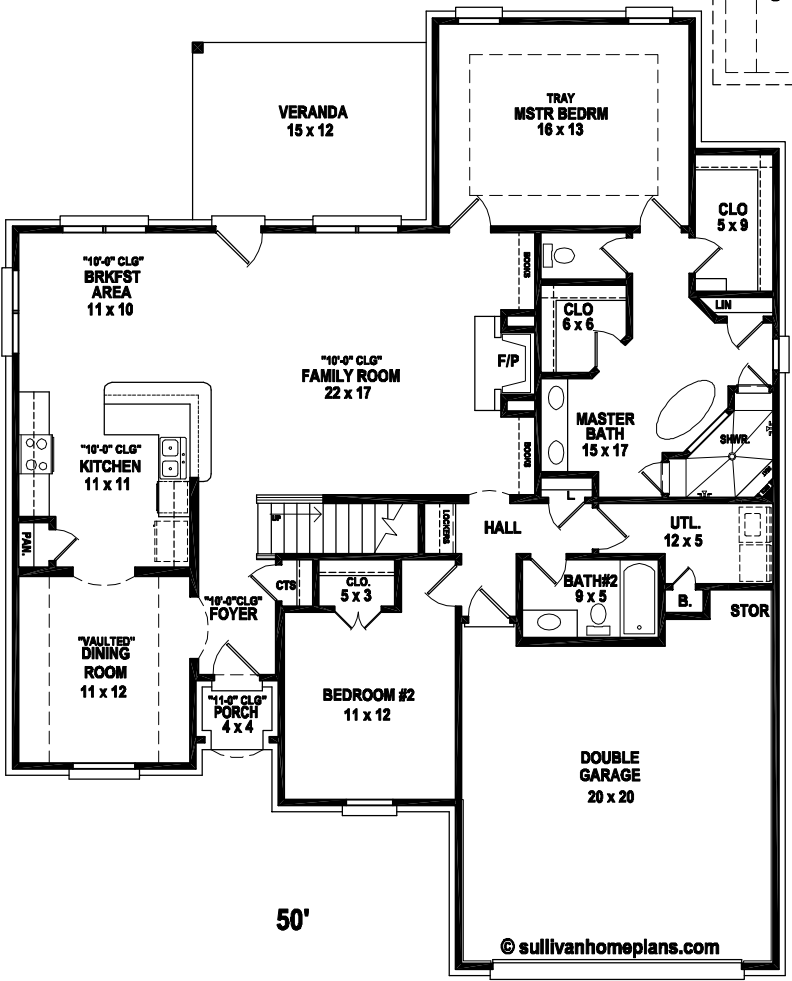 VERANDA
15 x 12
TRAY
MSTR BEDRM
16 x 13
CLO
5 x 9
"10'-0" CLG"
BRKFST
AREA
11 x 10
BOOKS
CLO
6 x 6
LIN
"10'-0" CLG"
FAMILY ROOM
22 x 17
F/P
"10'-0" CLG"
KITCHEN
11 x 11
MASTER
BATH
15 x 17
SHWR.
BOOKS
PAN.
UP
LOCKERS
HALL
L
UTL.
12 x 5
"10'-0"CLG"
FOYER
CTS
CLO.
5 x 3
BATH#2
9 x 5
B.
STOR
"VAULTED"
DINING
ROOM
11 x 12
"11-0" CLG"
PORCH
4 x 4
BEDROOM #2
11 x 12
DOUBLE
GARAGE
20 x 20
50'
© sullivanhomeplans.com